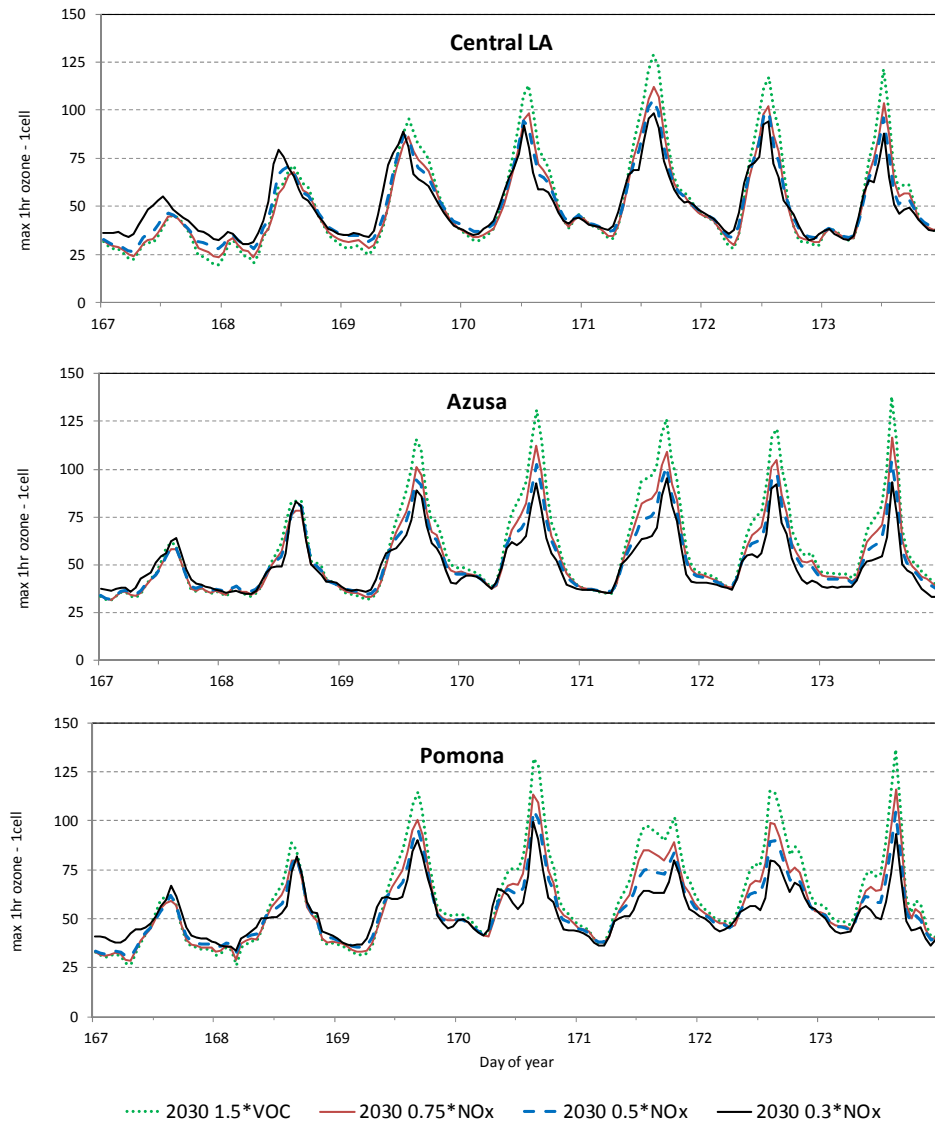 Central LA
max 1hr ozone - 1cell
150
125
100
75
50
25
0
167 168 169 170 171 172 173
Azusa
max 1hr ozone - 1cell
150
125
100
75
50
25
0
167 168 169 170 171 172 173
Pomona
max 1hr ozone - 1cell
150
125
100
75
50
25
0
167 168 169 170 171 172 173
Day of year
2030 1.5*VOC 2030 0.75*NOx 2030 0.5*NOx 2030 0.3*NOx